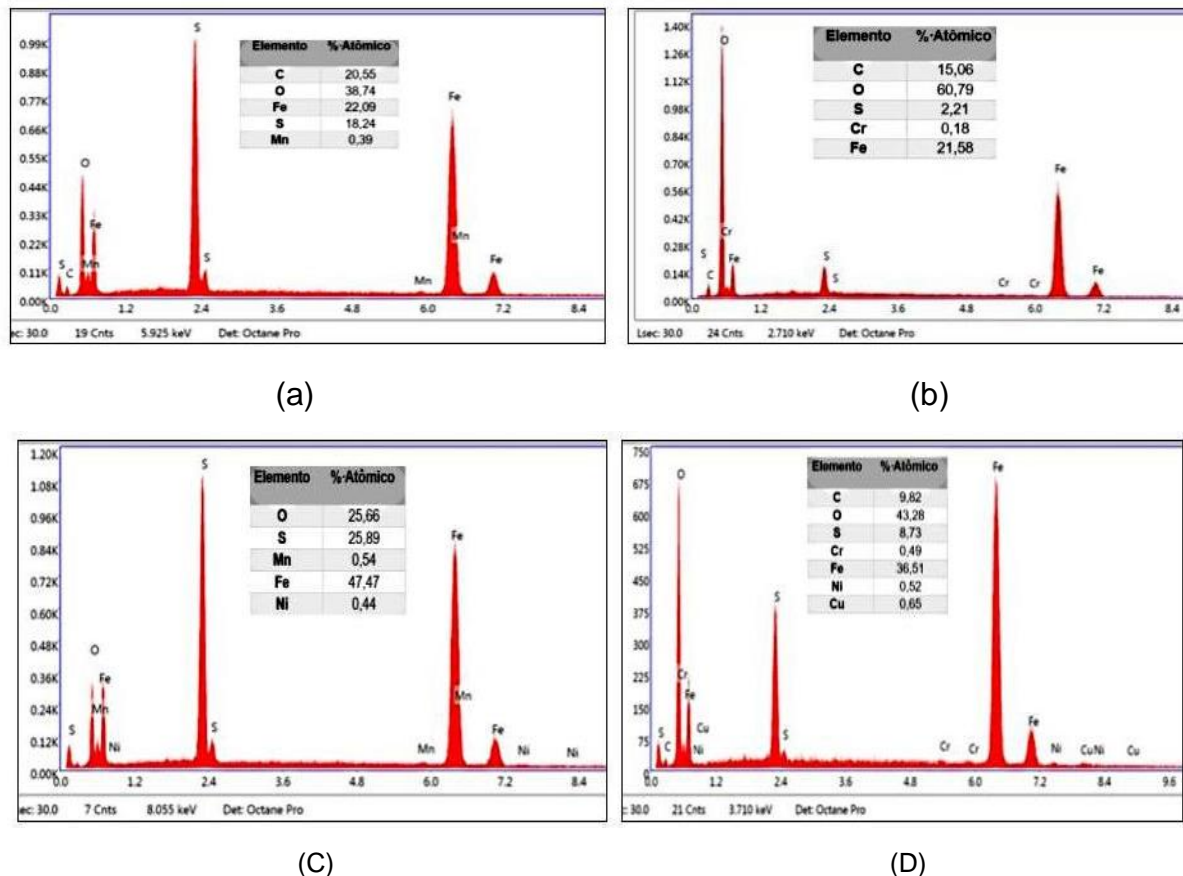 S
Elemento %·Atômico
C 20,55
O 38,74
Fe 22,09
S 18,24
Mn 0,39
0.99K
0.88K
0.77K
0.66K
0.55K
0.44K
0.33K
0.22K
0.11K
0.00K
O
Fe
S
C
Mn
S
Mn
Fe
Mn
Fe
0.0 1.2 2.4 3.6 4.8 6.0 7.2 8.4
ec: 30.0 19 Cnts 5.925 keV Det: Octane Pro
(a)
1.40K
1.26K
1.12K
0.98K
0.84K
0.70K
0.56K
0.42K
0.28K
0.14K
0.00K
O
Elemento %·Atômico
C 15,06
O 60,79
S 2,21
Cr 0,18
Fe 21,58
Cr
S
C
Fe
S
S
Cr Cr
Fe
Fe
0.0 1.2 2.4 3.6 4.8 6.0 7.2 8.4
Lsec: 30.0 24 Cnts 2.710 keV Det: Octane Pro
(b)
1.20K
1.08K
0.96K
0.84K
0.72K
0.60K
0.48K
0.36K
0.24K
0.12K
0.00K
S
Elemento %·Atômico
O 25,66
S 25,89
Mn 0,54
Fe 47,47
Ni 0,44
O
Fe
Mn
S
Ni
S
Mn
Fe
Mn
Fe
Ni Ni
0.0 1.2 2.4 3.6 4.8 6.0 7.2 8.4
ec: 30.0 7 Cnts 8.055 keV Det: Octane Pro
(C)
750
675
600
525
450
375
300
225
150
75
0
O
Elemento %·Atômico
C 9,82
O 43,28
S 8,73
Cr 0,49
Fe 36,51
Ni 0,52
Cu 0,65
Cr
Fe
Cu
S
C
Ni
S
S
Cr Cr
Fe
Fe
Ni
Cu Ni
Cu
0.0 1.2 2.4 3.6 4.8 6.0 7.2 8.4 9.6
: 30.0 21 Cnts 3.710 keV Det: Octane Pro
(D)